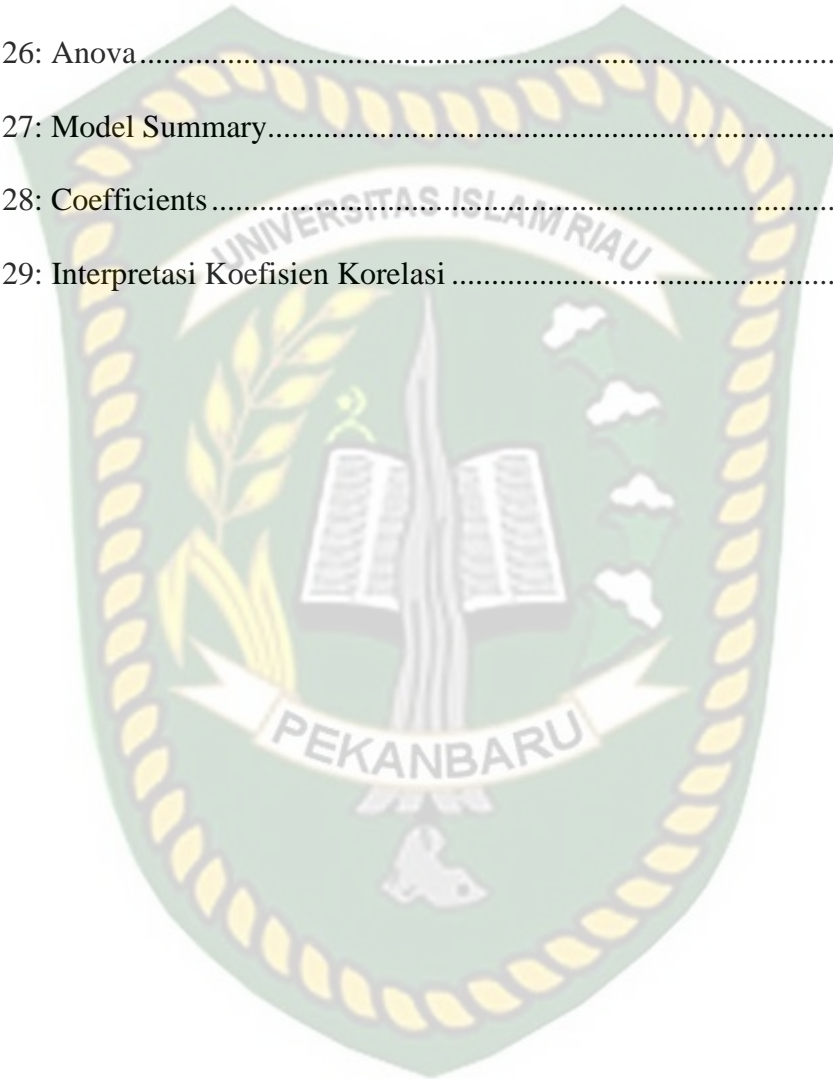 26: Anova..........................................................................................
27: Model Summary..........................................................................
28: Coefficients.................................................................................
UNIVERSITAS ISLAM RIAU
29: Interpretasi Koefisien Korelasi.................................................
PEKANBARU